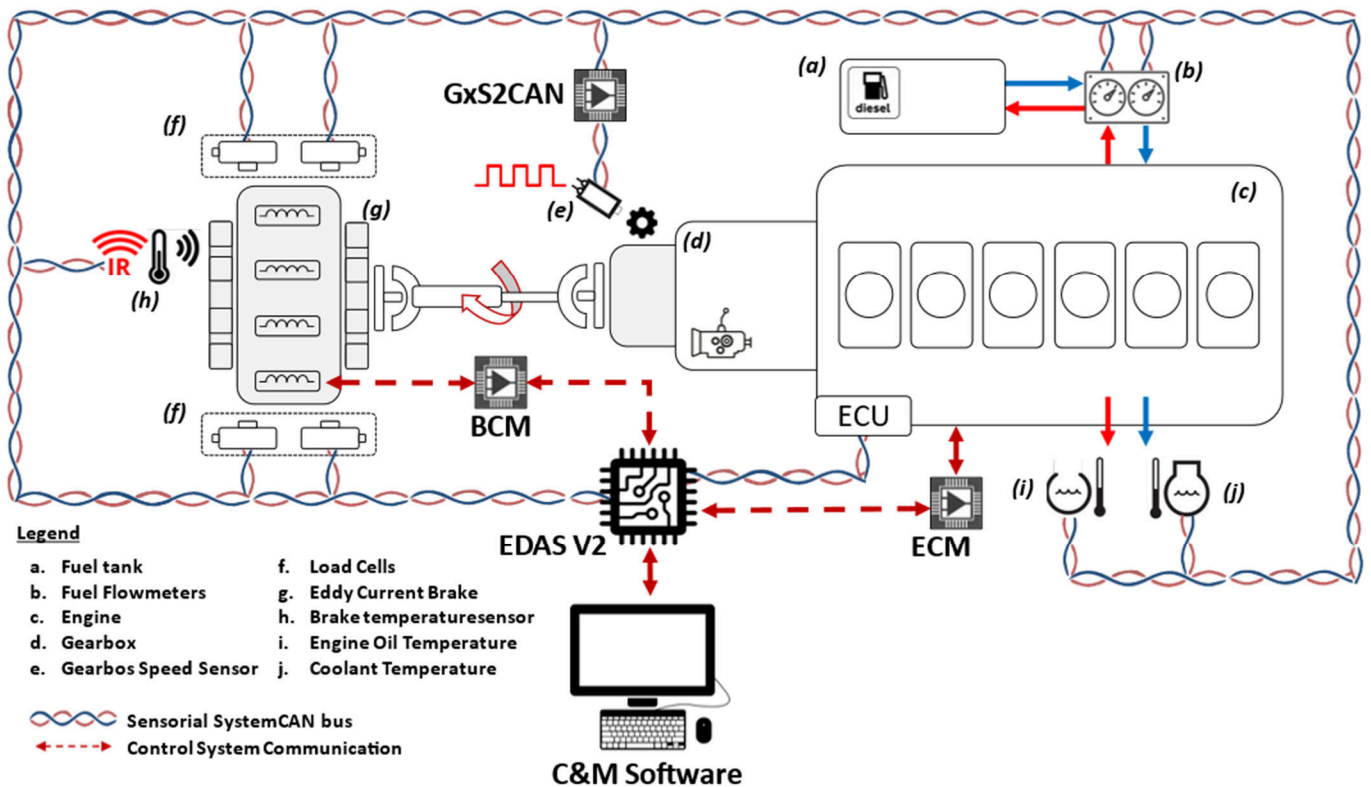 (a)
diesel
(b)
GxS2CAN
(f)
(e)
(c)
(g)
(d)
IR
(h)
BCM
ECU
(f)
(i)
(j)
EDAS V2
ECM
Legend
a. Fuel tank
b. Fuel Flowmeters
c. Engine
d. Gearbox
e. Gearbos Speed Sensor
f. Load Cells
g. Eddy Current Brake
h. Brake temperaturesensor
i. Engine Oil Temperature
j. Coolant Temperature
Sensorial SystemCAN bus
Control System Communication
C&M Software